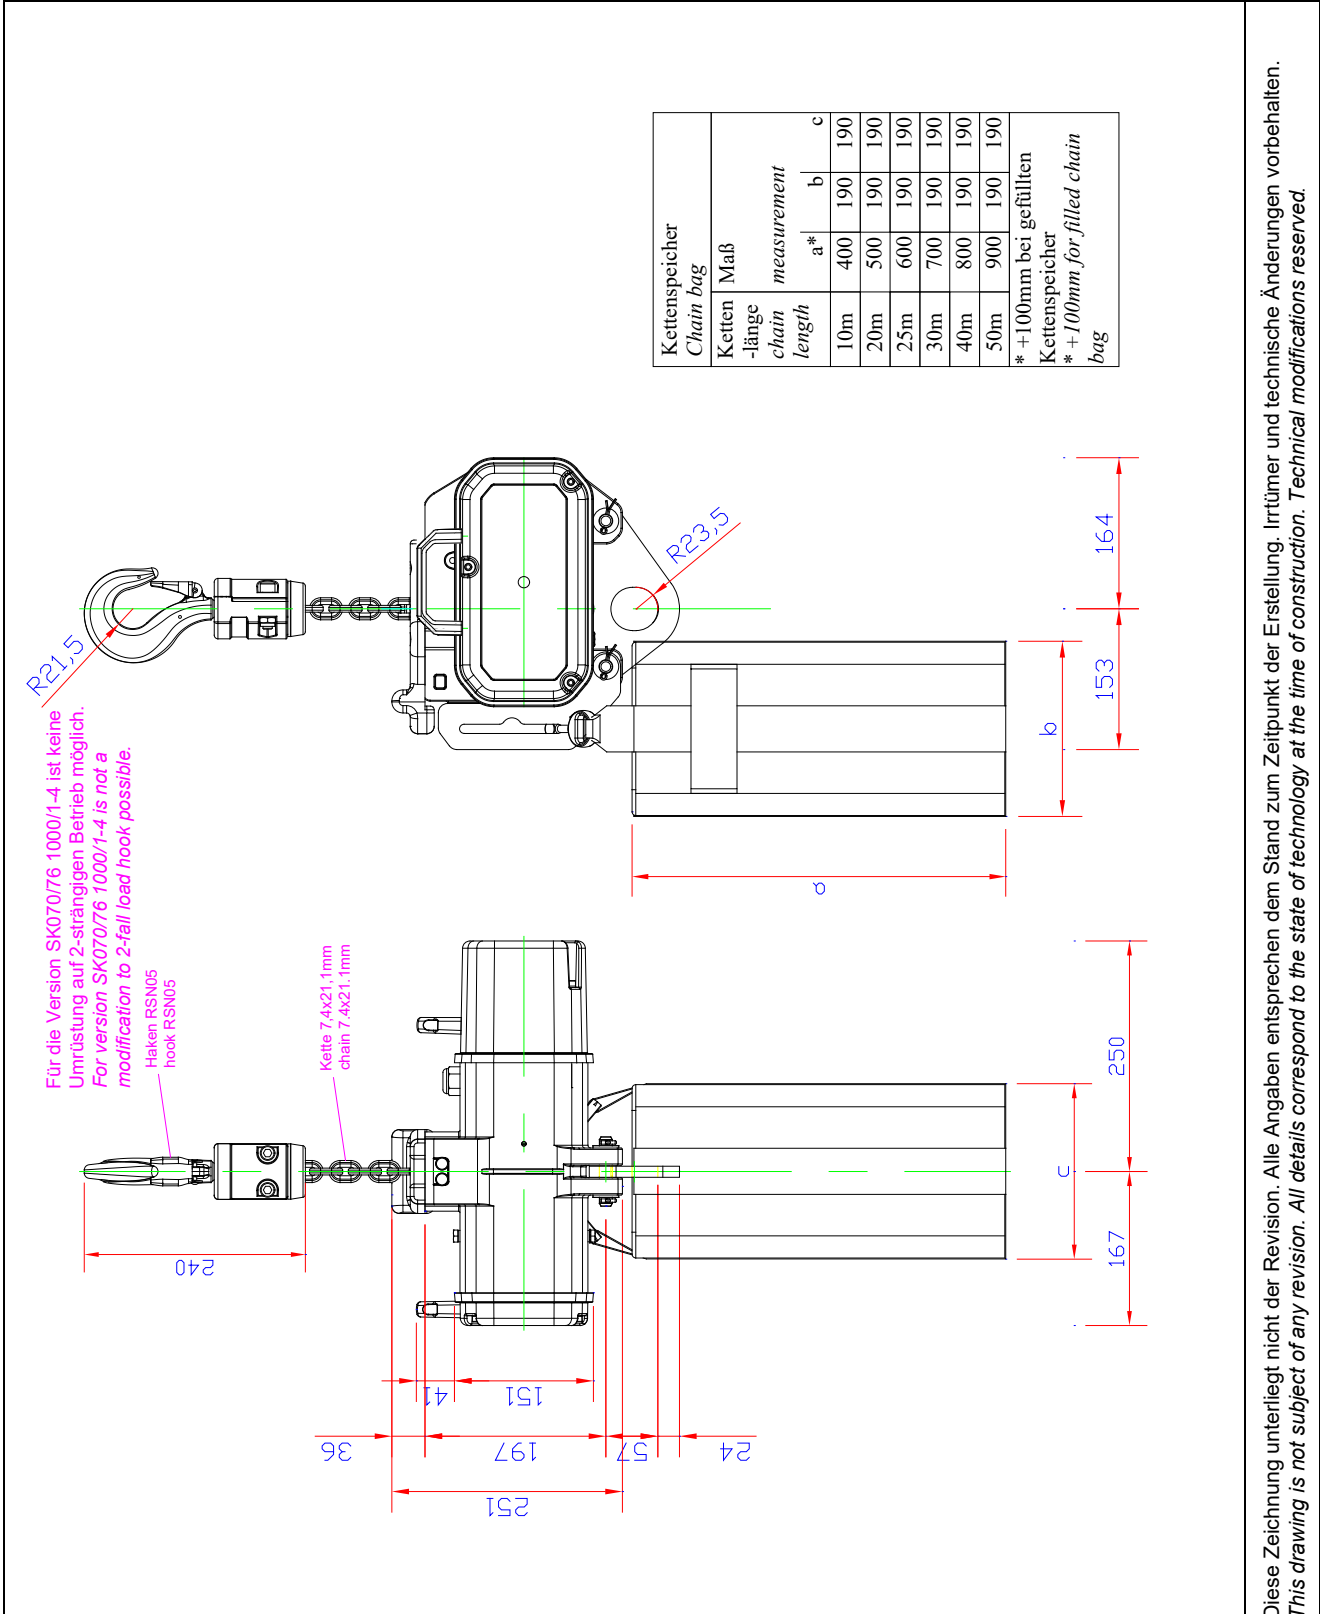 Für die Version SK070/76 1000/1-4 ist keine
Umrüstung auf 2-strängigen Betrieb möglich.
For version SK070/76 1000/1-4 is not a
modification to 2-fall load hook possible.
Haken RSN05
hook RSN05
Kette 7,4x21,1mm
chain 7.4x21.1mm
R21,5
R23,5
240
36
41
151
197
57
24
251
167
250
c
a
b
153
164
Kettenspeicher
Chain bag
Ketten Maß
-länge
chain measurement
length a* b c
10m 400 190 190
20m 500 190 190
25m 600 190 190
30m 700 190 190
40m 800 190 190
50m 900 190 190
* +100mm bei gefüllten
Kettenspeicher
* +100mm for filled chain
bag
Diese Zeichnung unterliegt nicht der Revision. Alle Angaben entsprechen dem Stand zum Zeitpunkt der Erstellung. Irrtümer und technische Änderungen vorbehalten.
This drawing is not subject of any revision. All details correspond to the state of technology at the time of construction. Technical modifications reserved.